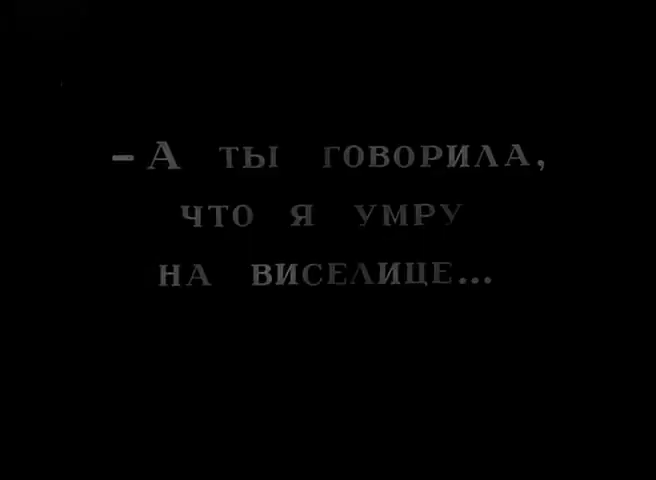 – А ТЫ ГОВОРИЛА,
ЧТО Я УМРУ
НА ВИСЕЛИЦЕ...